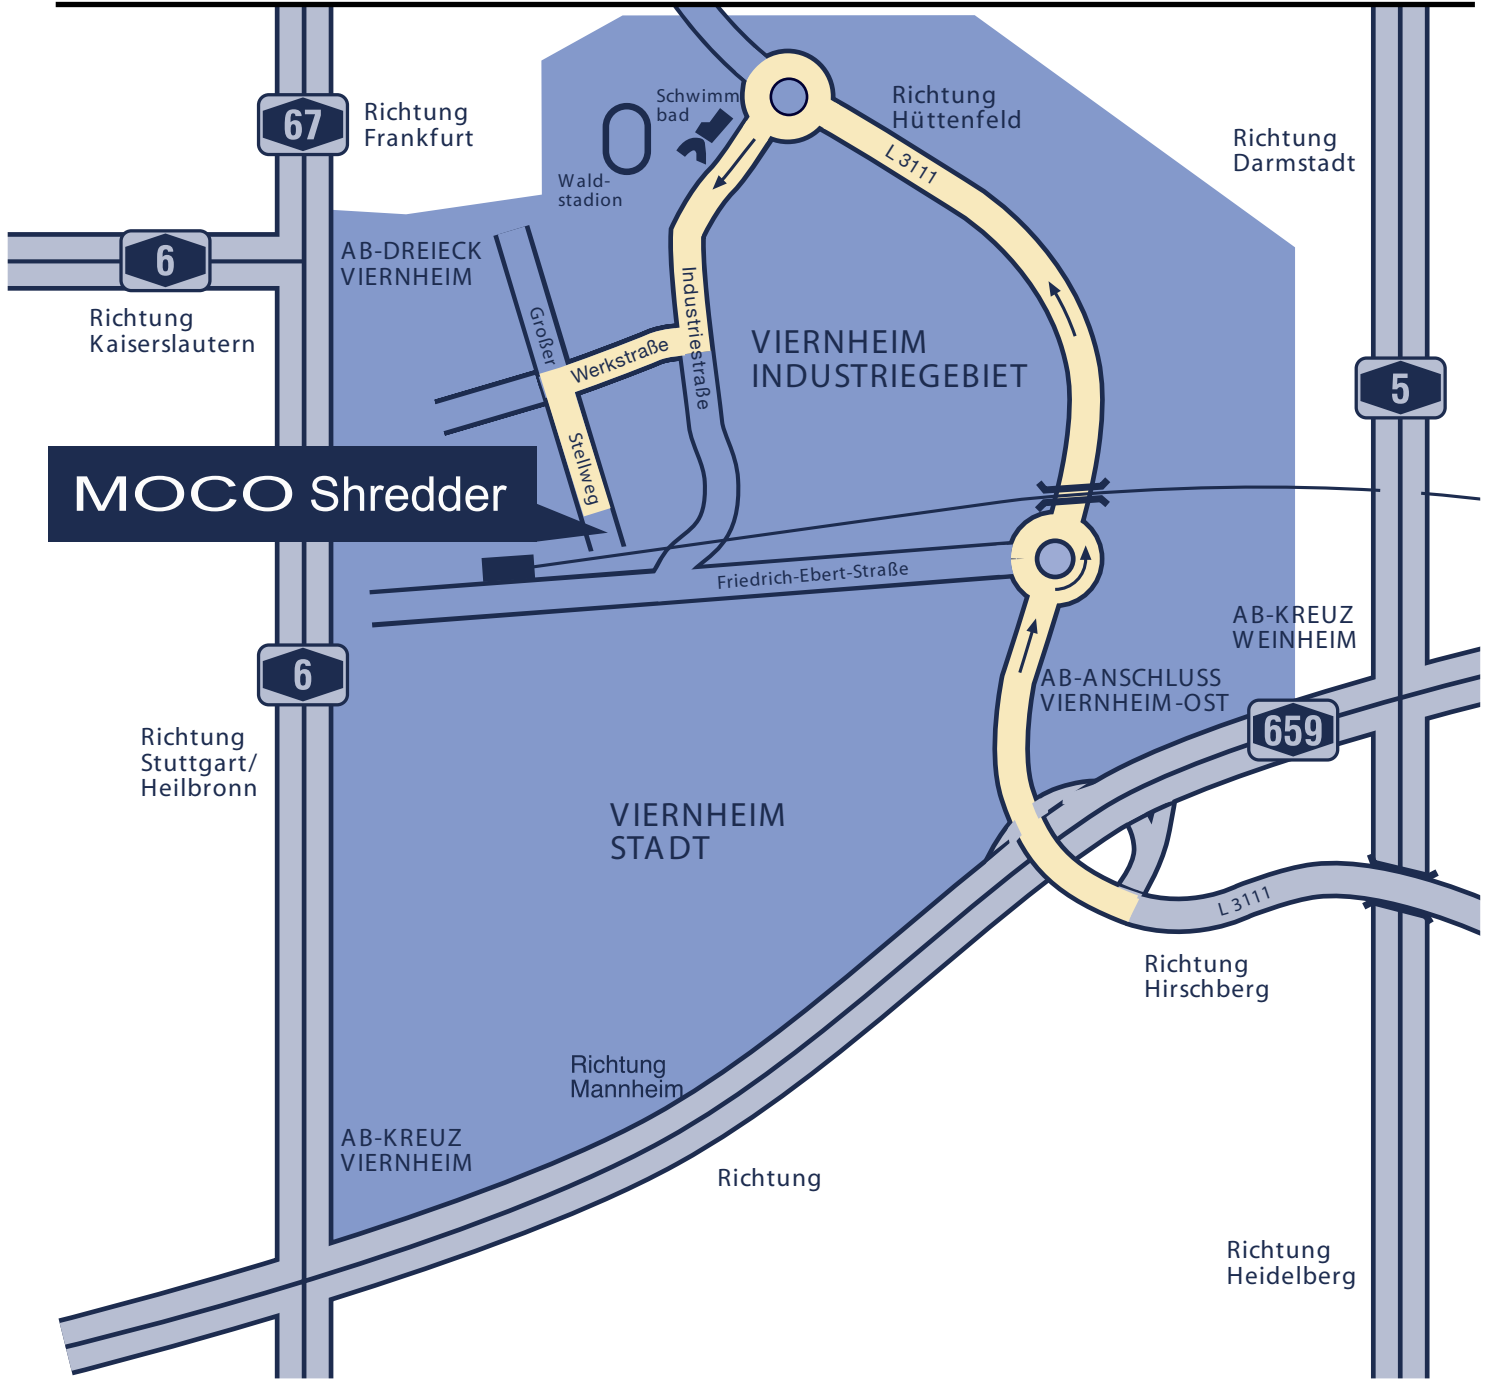 Schwimm
bad
Richtung
Hüttenfeld
67
Richtung
Frankfurt
Richtung
Darmstadt
L 3111
Wald-
stadion
6
AB-DREIECK
VIERNHEIM
Richtung
Kaiserslautern
Großer
Industriestraße
Werkstraße
VIERNHEIM
INDUSTRIEGEBIET
5
Stellweg
MOCO Shredder
Friedrich-Ebert-Straße
AB-KREUZ
WEINHEIM
6
AB-ANSCHLUSS
VIERNHEIM-OST
659
Richtung
Stuttgart/
Heilbronn
VIERNHEIM
STADT
L 3111
Richtung
Hirschberg
Richtung
Mannheim
AB-KREUZ
VIERNHEIM
Richtung
Richtung
Heidelberg